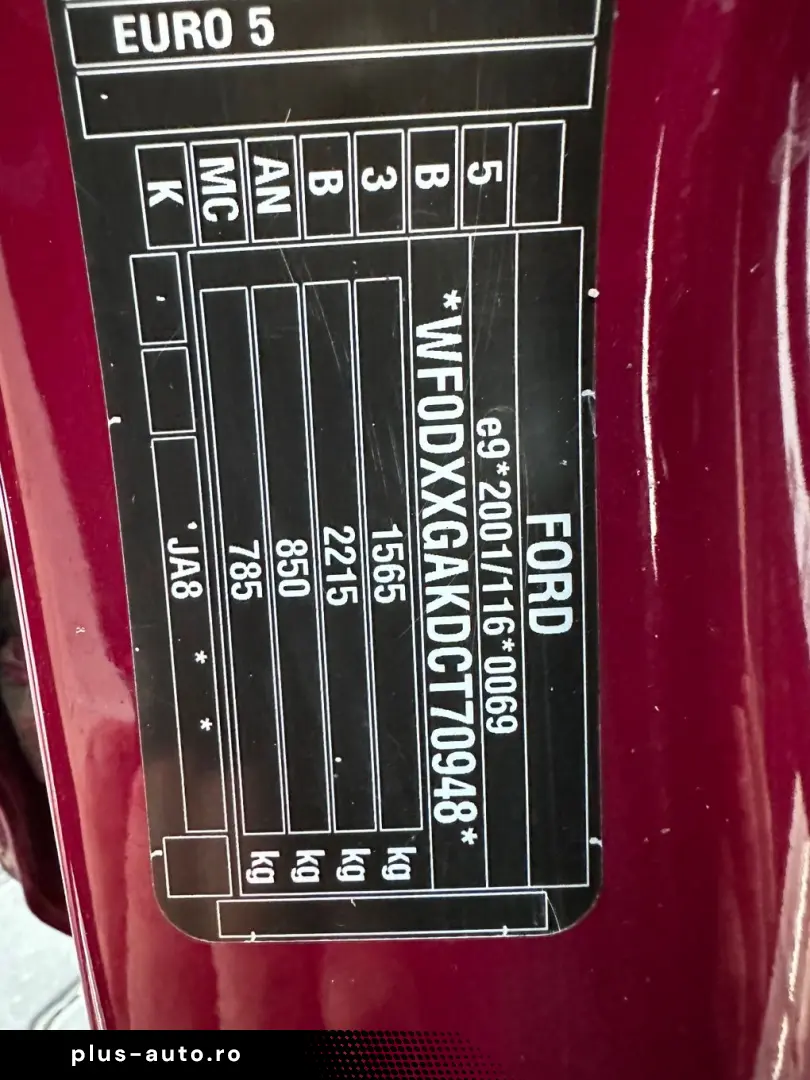 EURO 5
FORD
e9*2001/116*0069
*WF0DXXGAKDCT70948*
1565 kg
2215 kg
850 kg
785 kg
JA8 * *
5
B
3
B
AN
MC
K
plus-auto.ro